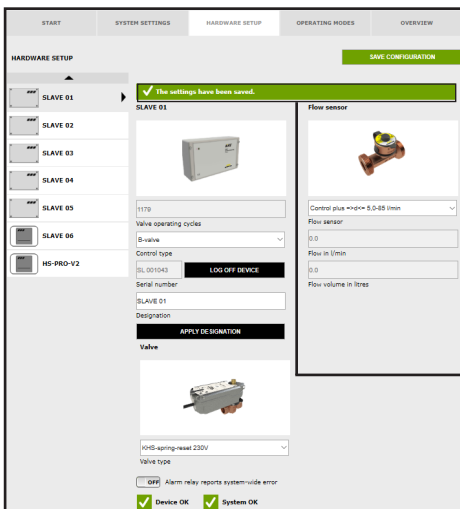 START
SYSTEM SETTINGS
HARDWARE SETUP
OPERATING MODES
OVERVIEW
HARDWARE SETUP
SAVE CONFIGURATION
SLAVE 01
SLAVE 02
SLAVE 03
SLAVE 04
SLAVE 05
SLAVE 06
HS-PRO-V2
The settings have been saved.
SLAVE 01
1179
Valve operating cycles
B-valve
Control type
SL 001043
LOG OFF DEVICE
Serial number
SLAVE 01
Designation
APPLY DESIGNATION
Valve
KHS-spring-reset 230V
Valve type
OFF Alarm relay reports system-wide error
Device OK
System OK
Flow sensor
Control plus =>d<= 5,0-85 l/min
Flow sensor
0.0
Flow in l/min
0.0
Flow volume in litres